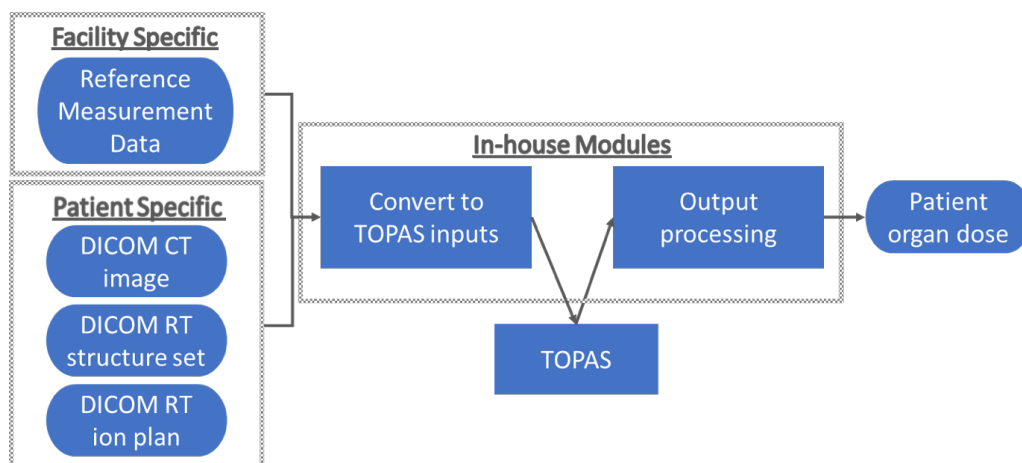 Facility Specific
Reference
Measurement
Data
Patient Specific
DICOM CT
image
DICOM RT
structure set
DICOM RT
ion plan
In-house Modules
Convert to
TOPAS inputs
Output
processing
TOPAS
Patient
organ dose